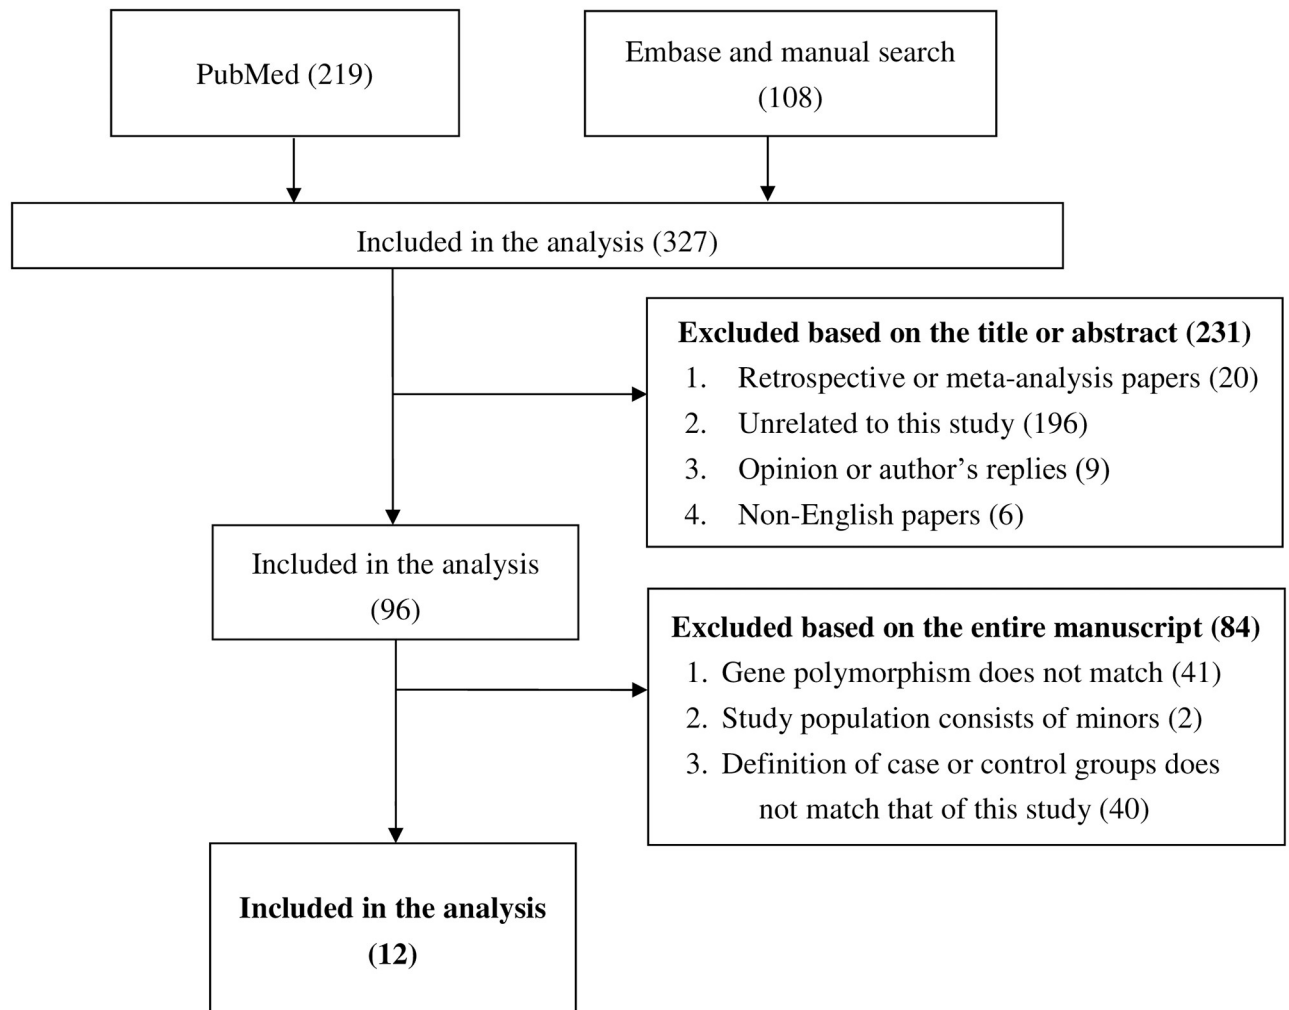 PubMed (219)
Embase and manual search
(108)
Included in the analysis (327)
Excluded based on the title or abstract (231)
1. Retrospective or meta-analysis papers (20)
2. Unrelated to this study (196)
3. Opinion or author’s replies (9)
4. Non-English papers (6)
Included in the analysis
(96)
Excluded based on the entire manuscript (84)
1. Gene polymorphism does not match (41)
2. Study population consists of minors (2)
3. Definition of case or control groups does
not match that of this study (40)
Included in the analysis
(12)